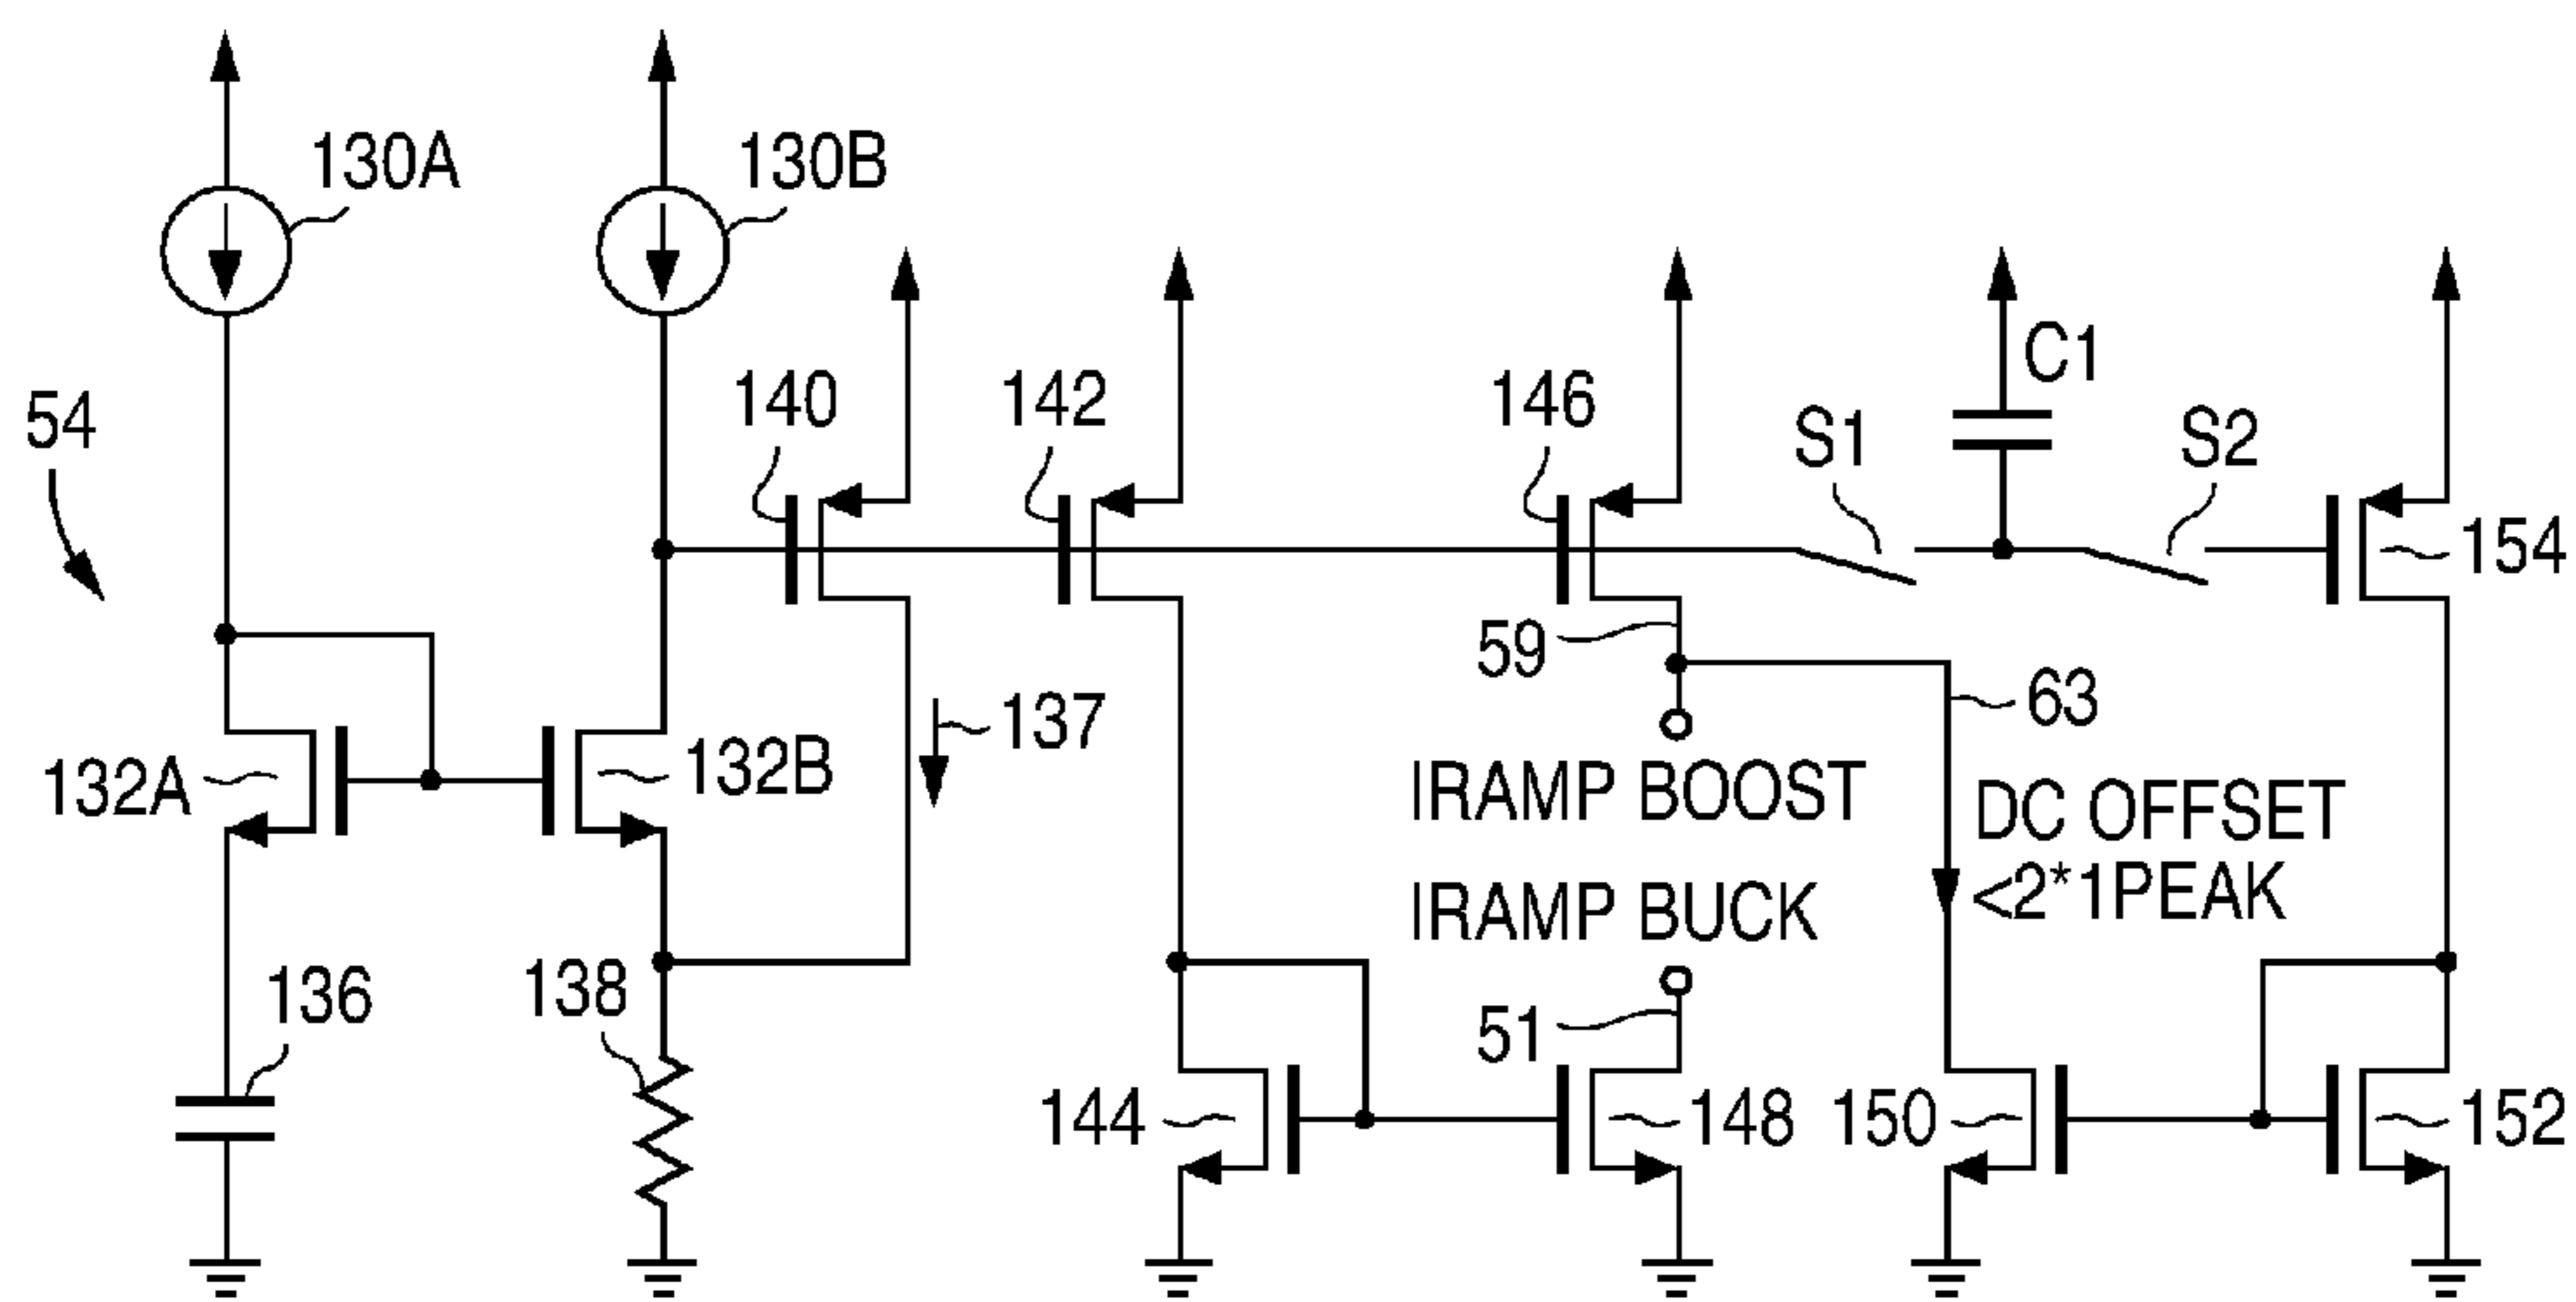 130A
130B
54
140
142
146
S1
C1
S2
154
59
63
137
132A
132B
IRAMP BOOST
DC OFFSET
<2*1PEAK
IRAMP BUCK
136
138
51
144
148
150
152